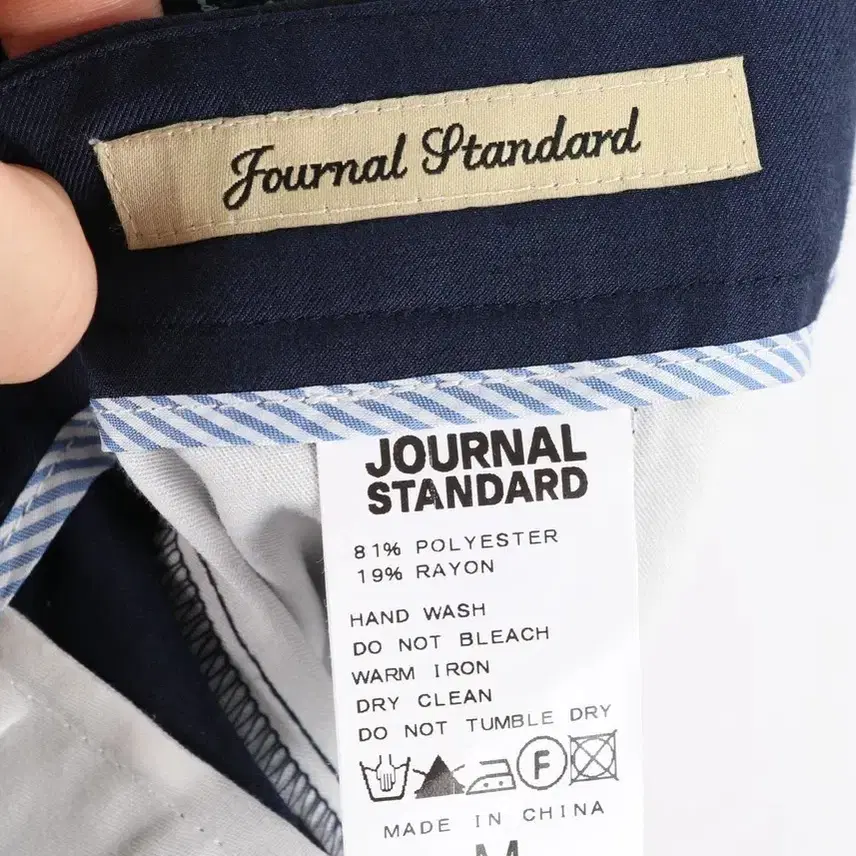 Journal Standard
JOURNAL
STANDARD
81% POLYESTER
19% RAYON
HAND WASH
DO NOT BLEACH
WARM IRON
DRY CLEAN
DO NOT TUMBLE DRY
F
MADE IN CHINA
M